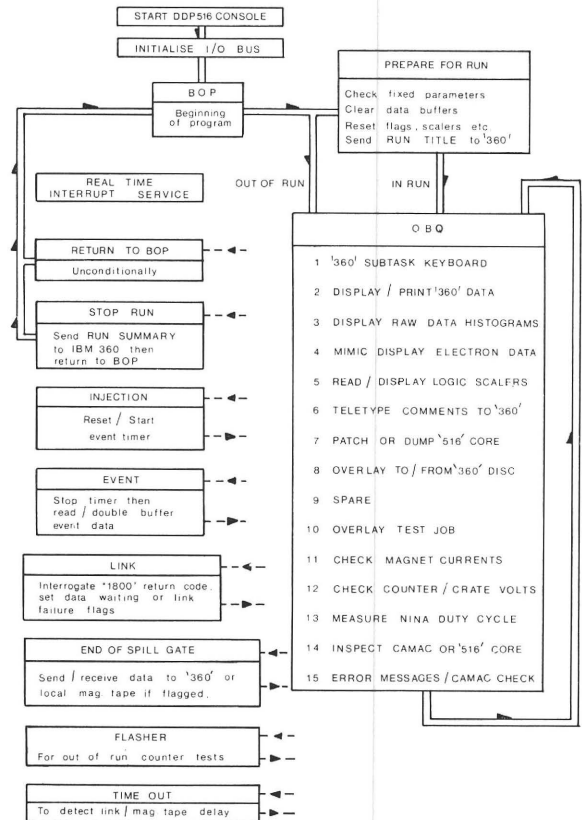 START DDP516 CONSOLE
INITIALISE I/O BUS
BOP
Beginning
of program
PREPARE FOR RUN
Check fixed parameters
Clear data buffers
Reset flags, scalers etc
Send RUN TITLE to '360'
REAL TIME
INTERRUPT SERVICE
OUT OF RUN
IN RUN
RETURN TO BOP
Unconditionally
STOP RUN
Send RUN SUMMARY
to IBM 360 then
return to BOP
INJECTION
Reset / Start
event timer
EVENT
Stop timer then
read / double buffer
event data
LINK
Interrogate "1800" return code,
set data waiting or link
failure flags
END OF SPILL GATE
Send / receive data to '360' or
local mag tape if flagged.
FLASHER
For out of run counter tests
TIME OUT
To detect link / mag tape delay
OBQ
1 '360' SUBTASK KEYBOARD
2 DISPLAY / PRINT '360' DATA
3 DISPLAY RAW DATA HISTOGRAMS
4 MIMIC DISPLAY ELECTRON DATA
5 READ / DISPLAY LOGIC SCALERS
6 TELETYPE COMMENTS TO '360'
7 PATCH OR DUMP '516' CORE
8 OVERLAY TO / FROM '360' DISC
9 SPARE
10 OVERLAY TEST JOB
11 CHECK MAGNET CURRENTS
12 CHECK COUNTER / CRATE VOLTS
13 MEASURE NINA DUTY CYCLE
14 INSPECT CAMAC OR '516' CORE
15 ERROR MESSAGES / CAMAC CHECK